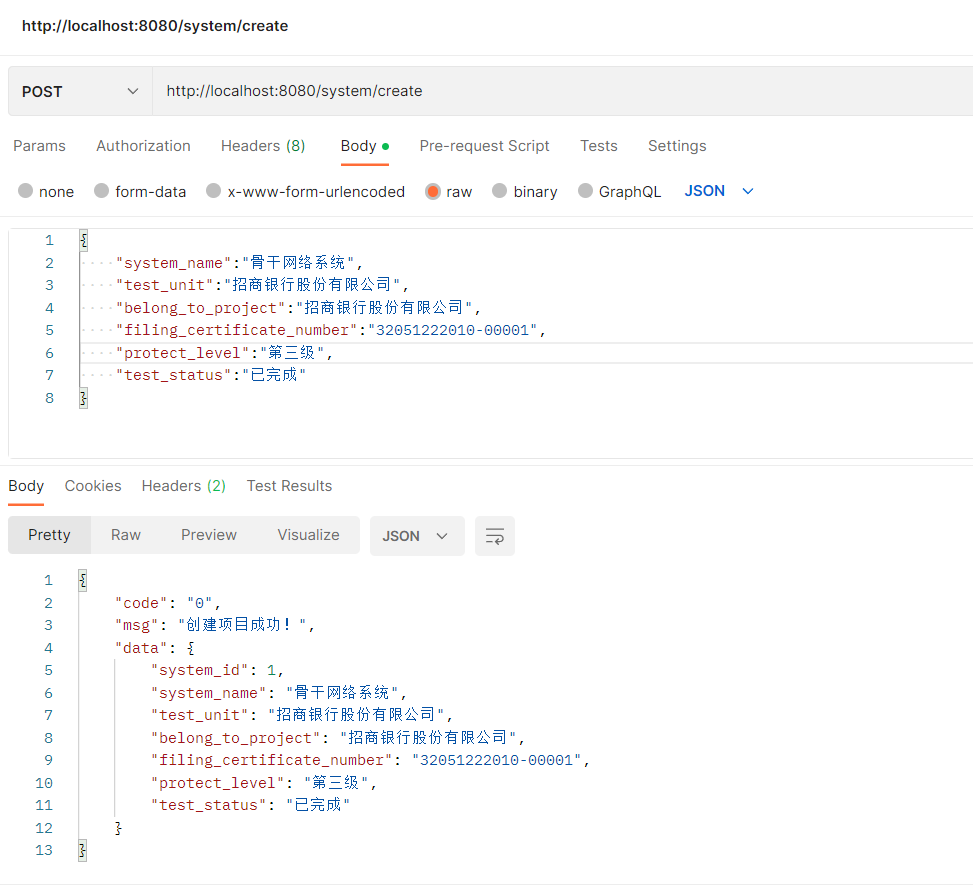 http://localhost:8080/system/create
POST http://localhost:8080/system/create
Params Authorization Headers (8) Body Pre-request Script Tests Settings
none form-data x-www-form-urlencoded raw binary GraphQL JSON
1 {
2 "system_name":"骨干网络系统",
3 "test_unit":"招商银行股份有限公司",
4 "belong_to_project":"招商银行股份有限公司",
5 "filing_certificate_number":"32051222010-00001",
6 "protect_level":"第三级",
7 "test_status":"已完成"
8 }
Body Cookies Headers (2) Test Results
Pretty Raw Preview Visualize JSON
1 {
2 "code": "0",
3 "msg": "创建项目成功！",
4 "data": {
5 "system_id": 1,
6 "system_name": "骨干网络系统",
7 "test_unit": "招商银行股份有限公司",
8 "belong_to_project": "招商银行股份有限公司",
9 "filing_certificate_number": "32051222010-00001",
10 "protect_level": "第三级",
11 "test_status": "已完成"
12 }
13 }